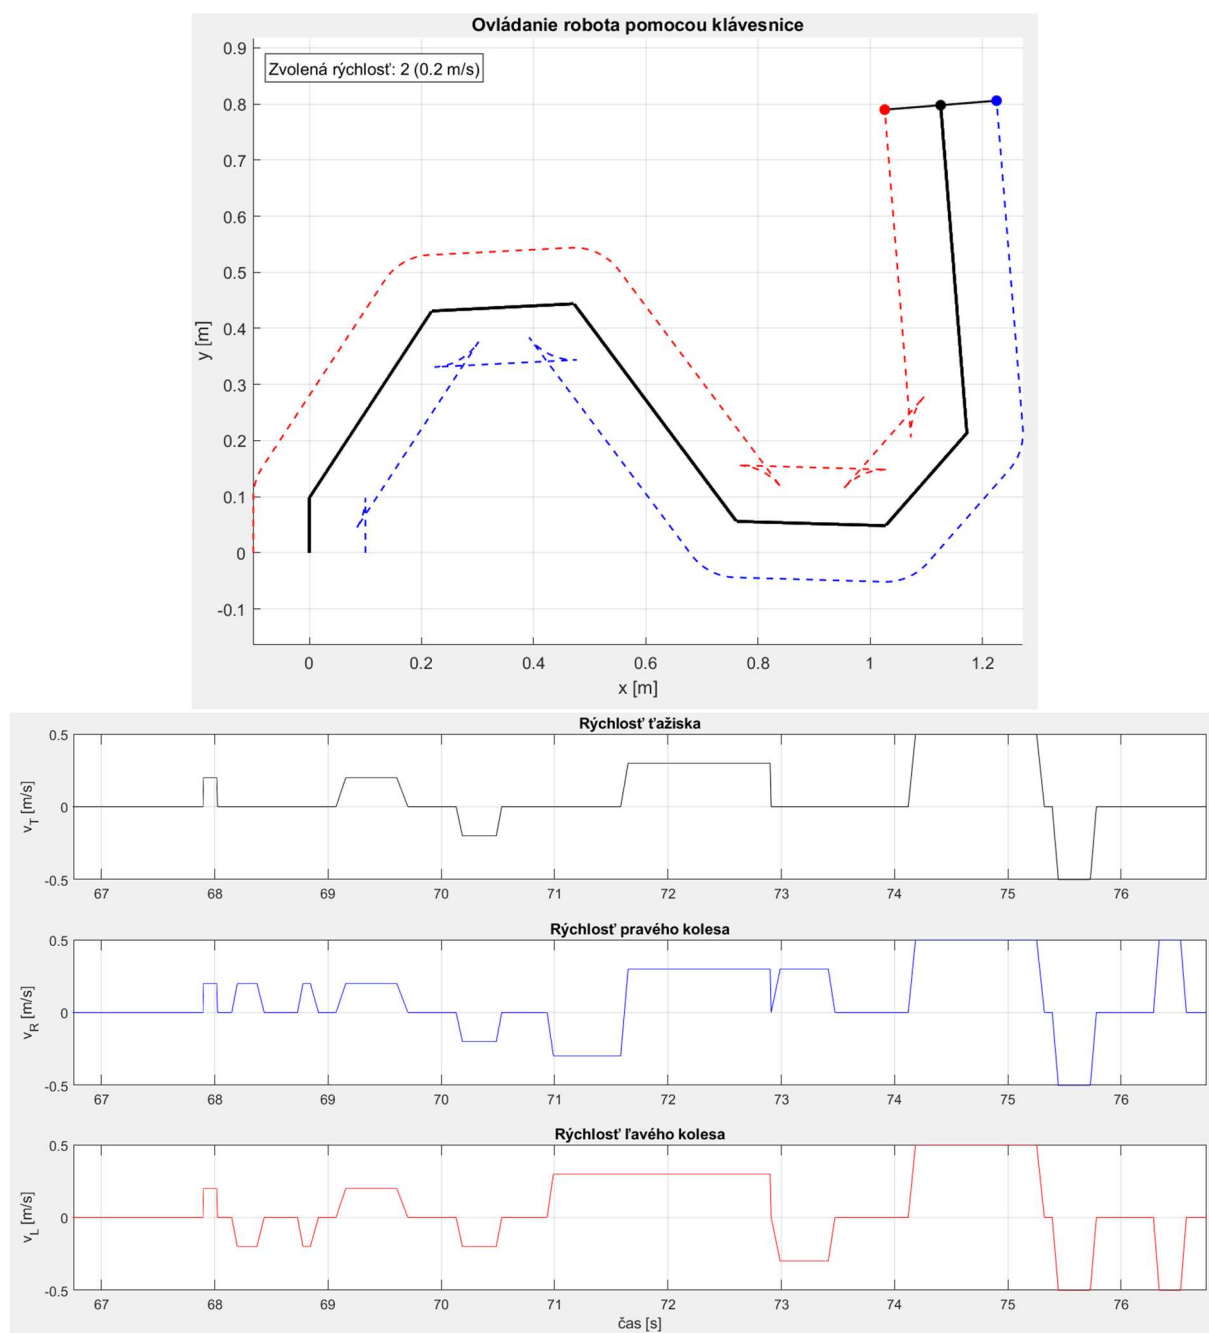 Ovládanie robota pomocou klávesnice
Zvolená rýchlosť: 2 (0.2 m/s)
0.9
0.8
0.7
0.6
0.5
0.4
0.3
0.2
0.1
0
-0.1
y [m]
0 0.2 0.4 0.6 0.8 1 1.2
x [m]
Rýchlosť ťažiska
0.5
0
-0.5
v_T [m/s]
67 68 69 70 71 72 73 74 75 76
Rýchlosť pravého kolesa
0.5
0
-0.5
v_R [m/s]
67 68 69 70 71 72 73 74 75 76
Rýchlosť ľavého kolesa
0.5
0
-0.5
v_L [m/s]
67 68 69 70 71 72 73 74 75 76
čas [s]